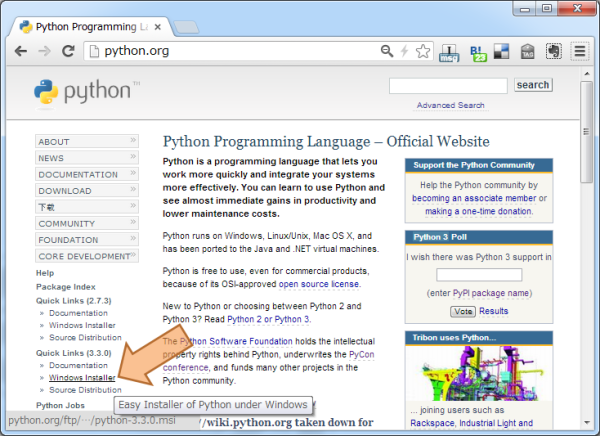 Python Programming La
python.org
python™
search
Advanced Search
ABOUT
NEWS
DOCUMENTATION
DOWNLOAD
下载
COMMUNITY
FOUNDATION
CORE DEVELOPMENT
Help
Package Index
Quick Links (2.7.3)
» Documentation
» Windows Installer
» Source Distribution
Quick Links (3.3.0)
» Documentation
» Windows Installer
» Source Distribution
Python Jobs
python.org/ftp/…/python-3.3.0.msi
Python Programming Language – Official Website
Python is a programming language that lets you
work more quickly and integrate your systems
more effectively. You can learn to use Python and
see almost immediate gains in productivity and
lower maintenance costs.
Python runs on Windows, Linux/Unix, Mac OS X, and
has been ported to the Java and .NET virtual machines.
Python is free to use, even for commercial products,
because of its OSI-approved open source license.
New to Python or choosing between Python 2 and
Python 3? Read Python 2 or Python 3.
The Python Software Foundation holds the intellectual
property rights behind Python, underwrites the PyCon
conference, and funds many other projects in the
Python community.
Easy Installer of Python under Windows
//wiki.python.org taken down for
Support the Python Community
Help the Python community by
becoming an associate member or
making a one-time donation.
Python 3 Poll
I wish there was Python 3 support in
(enter PyPI package name)
Vote Results
Tribon uses Python...
... joining users such as
Rackspace, Industrial Light and